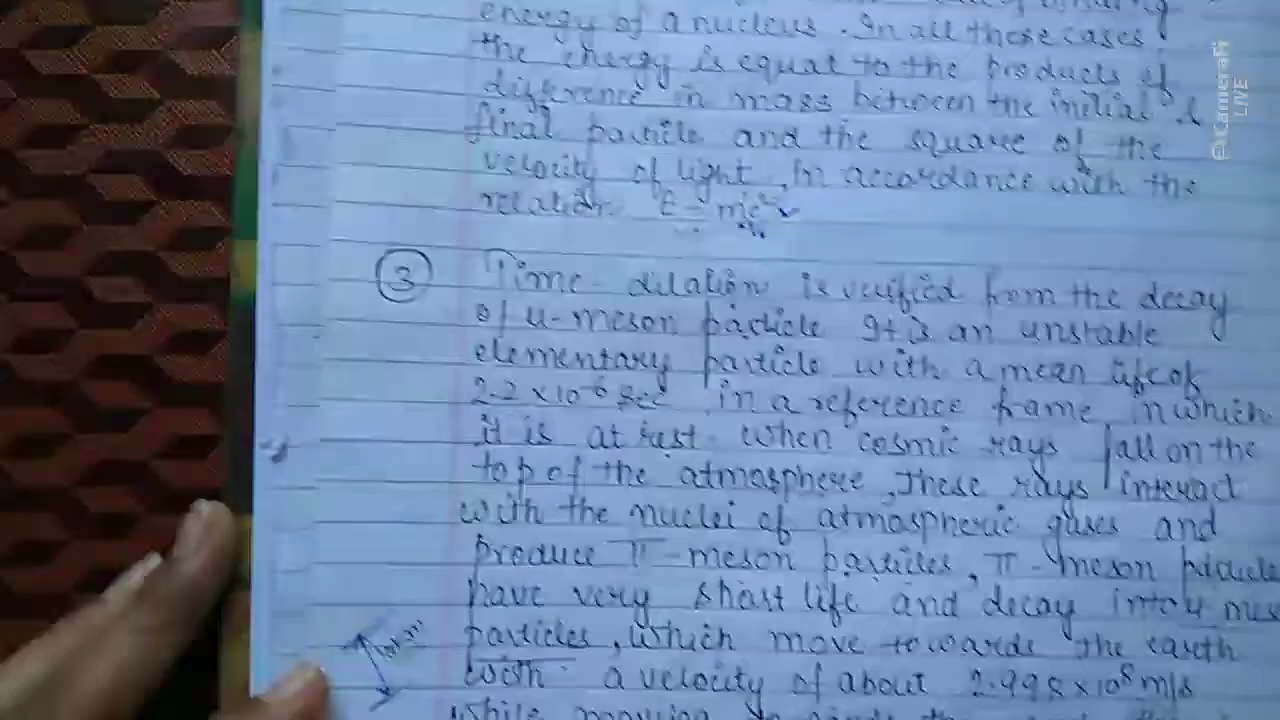 energy of a nucleus. In all these cases
the energy is equal to the products of
difference in mass between the initial &
final particle and the square of the
velocity of light, in accordance with the
relation E = mc²
③ Time-dilation is verified from the decay
of u-meson particle It is an unstable
elementary particle with a mean life of
2.2 x 10⁻⁶ sec in a reference frame in which
it is at rest. when cosmic rays fall on the
top of the atmosphere, these rays interact
with the nuclei of atmospheric gases and
produce π-meson particles, π-meson particle
have very short life and decay into u mes
particles, which move towards the earth
with a velocity of about 2.998 x 10⁸ m/s
while moving
@CameraFi
LIVE